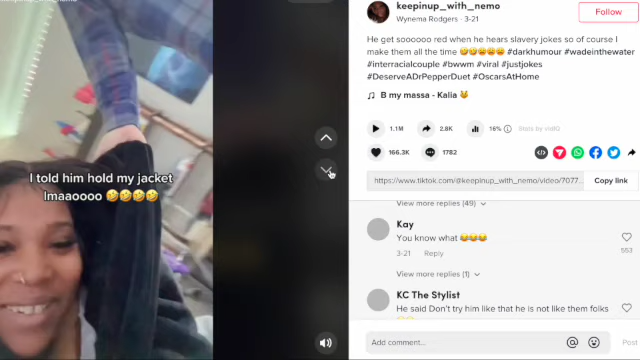 keepinup_with_nemo
Wynema Rodgers · 3-21
Follow
He get soooooo red when he hears slavery jokes so of course I
make them all the time 🤣🤣😩😩😩 #darkhumour #wadeinthewater
#interracialcouple #bwwm #viral #justjokes
#DeserveADrPepperDuet #OscarsAtHome
♫ B my massa - Kalia 🐱
I told him hold my jacket
lmaaoooo 🤣🤣🤣🤣
1.1M
2.8K
16%
166.3K
1782
https://www.tiktok.com/@keepinup_with_nemo/video/7077...
Copy link
View more replies (49)
Kay
You know what 😂😂😂
3-21 Reply
553
View more replies (1)
KC The Stylist
He said Don't try him like that he is not like them folks
Add comment...
@
Post